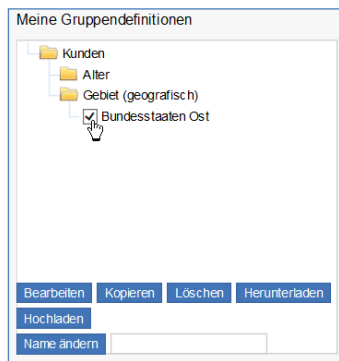 Meine Gruppendefinitionen
Kunden
Alter
Gebiet (geografisch)
Bundesstaaten Ost
Bearbeiten Kopieren Löschen Herunterladen
Hochladen
Name ändern